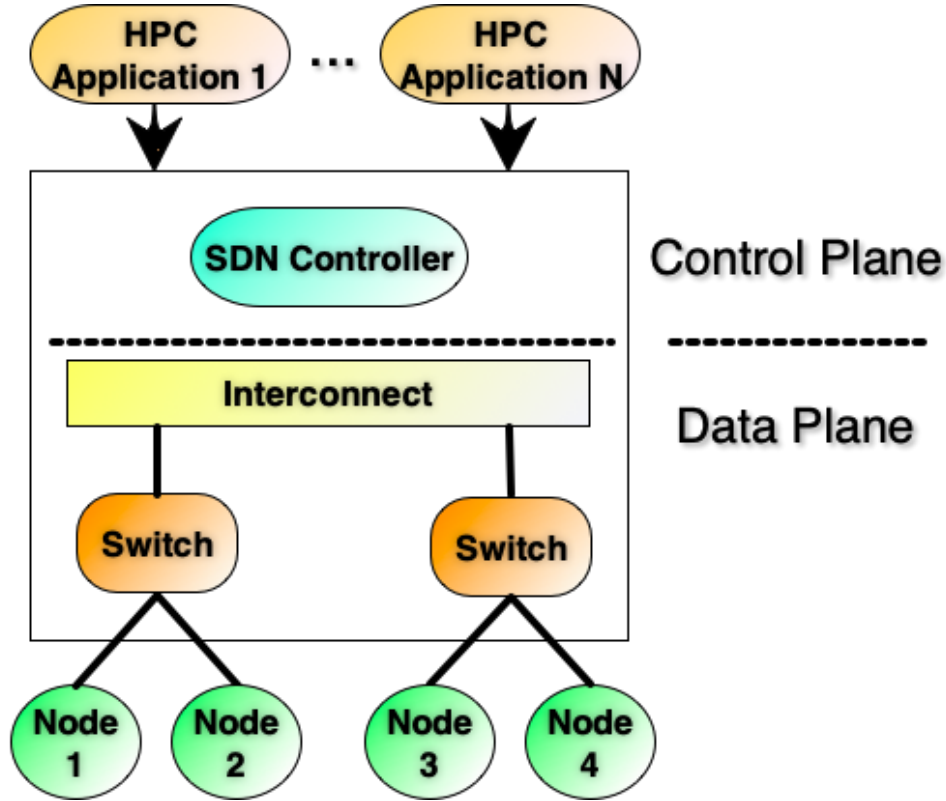 HPC
Application 1
...
HPC
Application N
SDN Controller
Control Plane
Interconnect
Data Plane
Switch
Switch
Node
1
Node
2
Node
3
Node
4